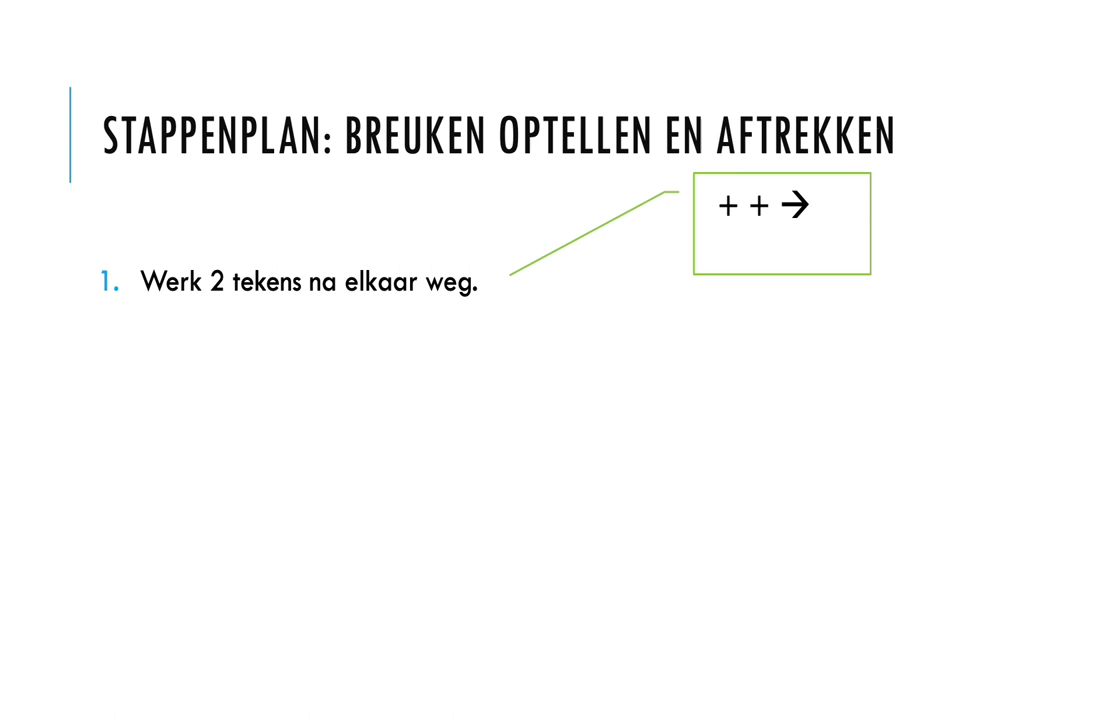 STAPPENPLAN: BREUKEN OPTELLEN EN AFTREKKEN
+ + →
1. Werk 2 tekens na elkaar weg.